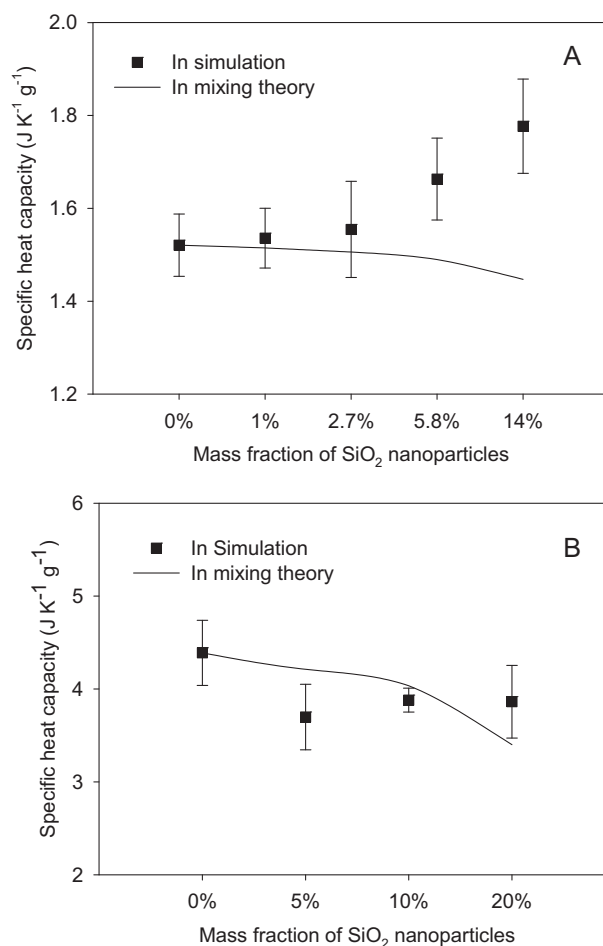 2.0
A
In simulation
In mixing theory
1.8
1.6
1.4
1.2
Specific heat capacity (J K⁻¹ g⁻¹)
0% 1% 2.7% 5.8% 14%
Mass fraction of SiO₂ nanoparticles
6
B
In Simulation
In mixing theory
5
4
3
2
Specific heat capacity (J K⁻¹ g⁻¹)
0% 5% 10% 20%
Mass fraction of SiO₂ nanoparticles